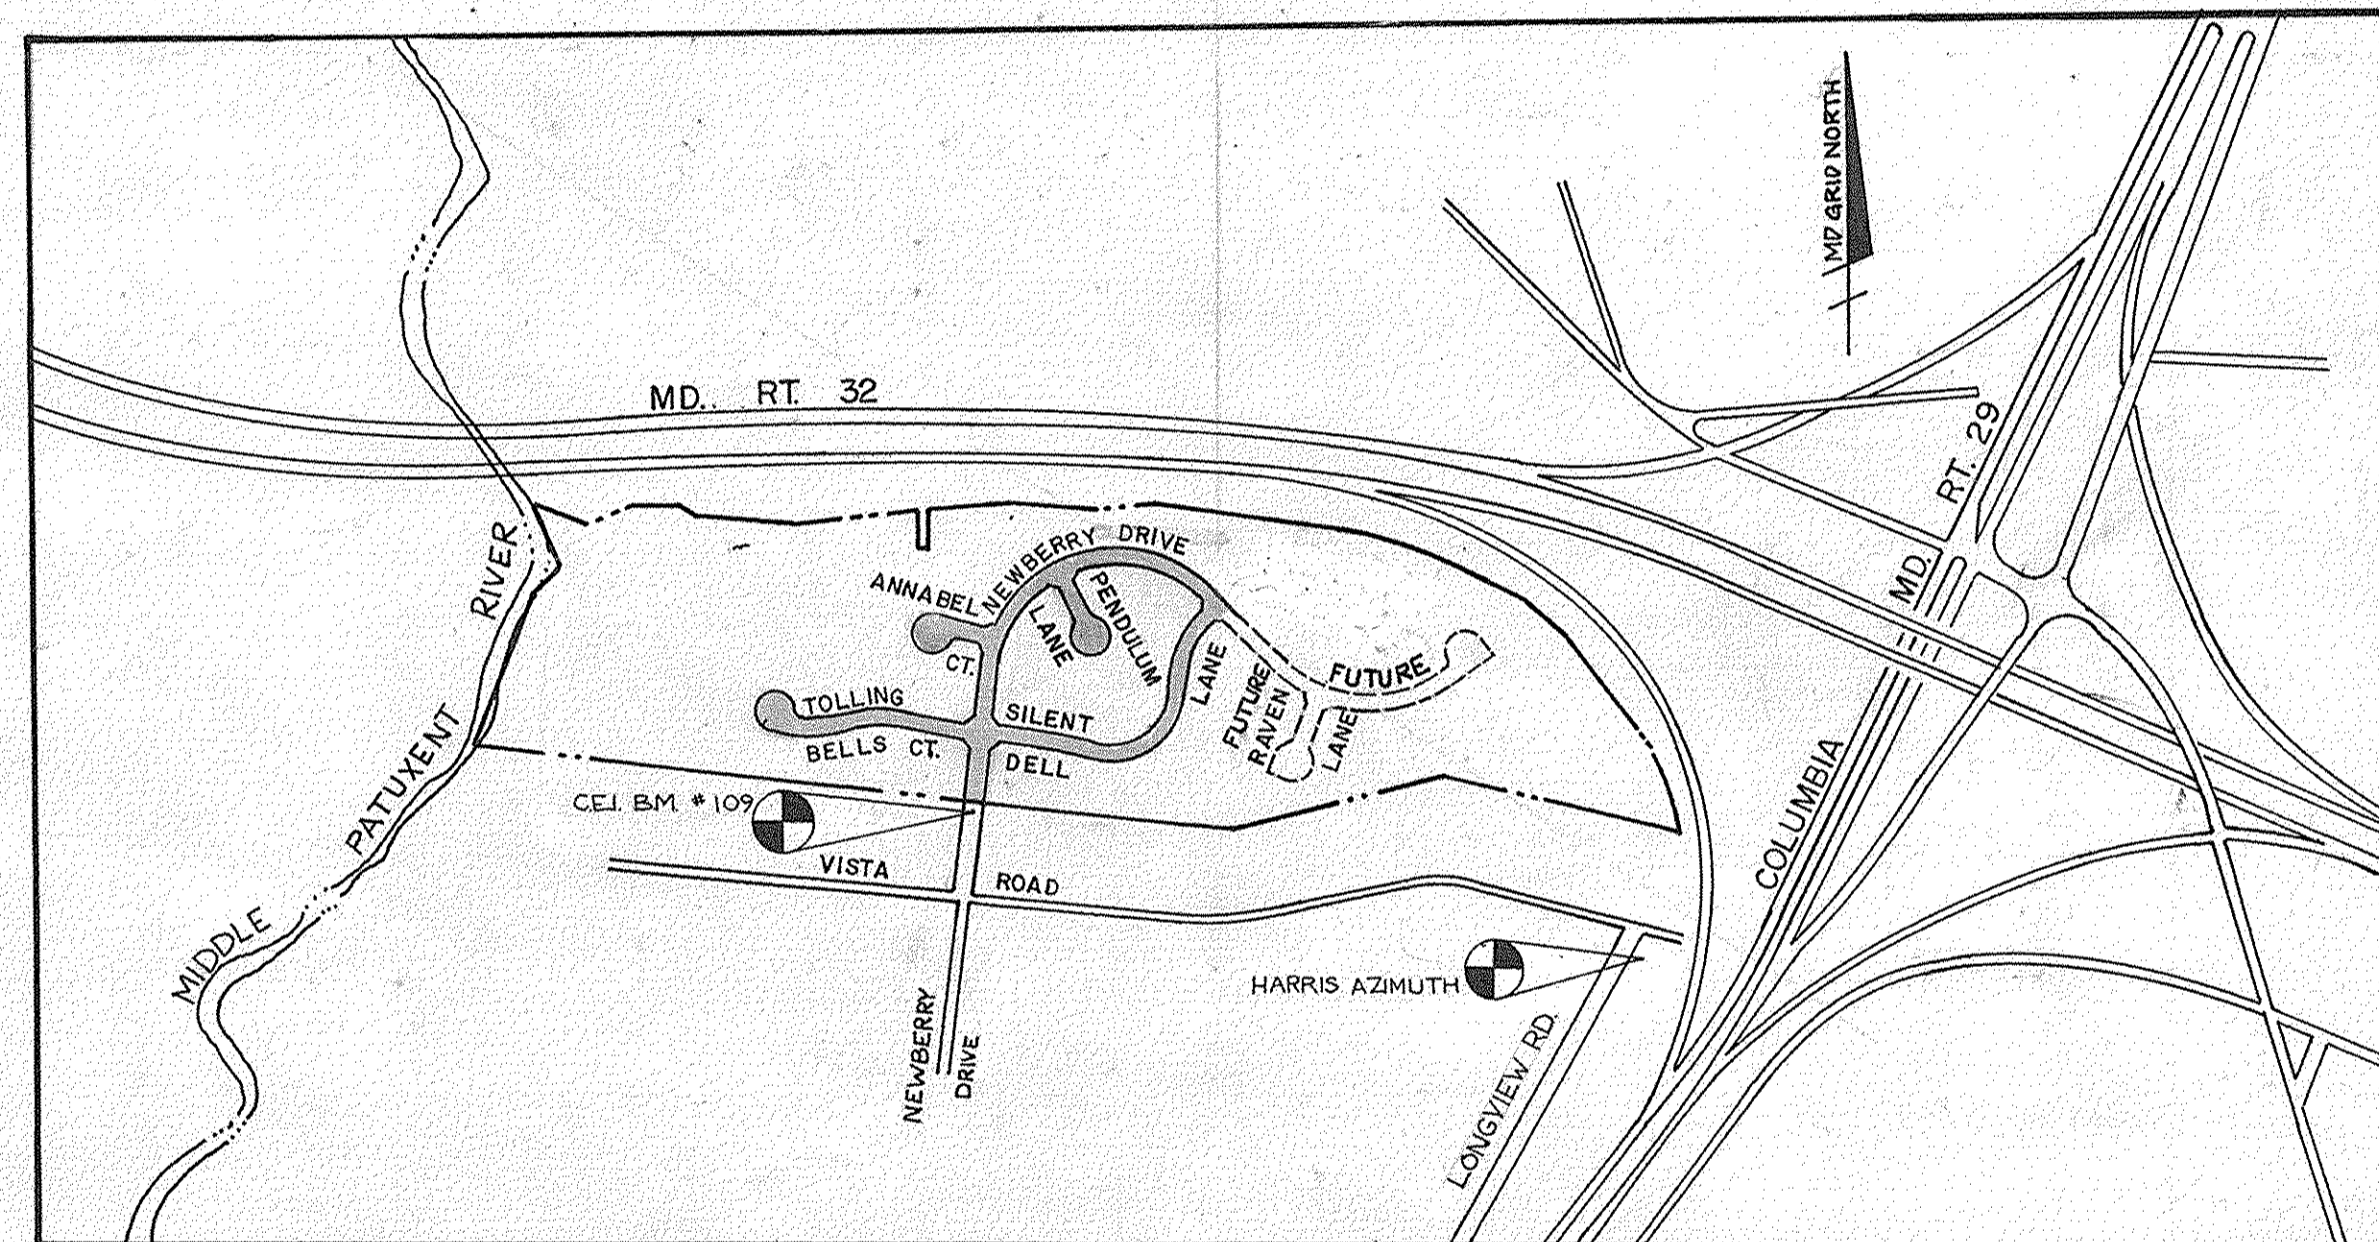 MD GRID NORTH
MD.. RT. 32
MD. RT. 29
COLUMBIA
RIVER
PATUXENT
MIDDLE
NEWBERRY DRIVE
ANNABEL
CT.
PENDULUM
LANE
TOLLING
BELLS CT.
SILENT
DELL
LANE
FUTURE
RAVEN
LANE
FUTURE
C.E.I. B.M. #109
VISTA ROAD
HARRIS AZIMUTH
NEWBERRY
DRIVE
LONGVIEW RD.